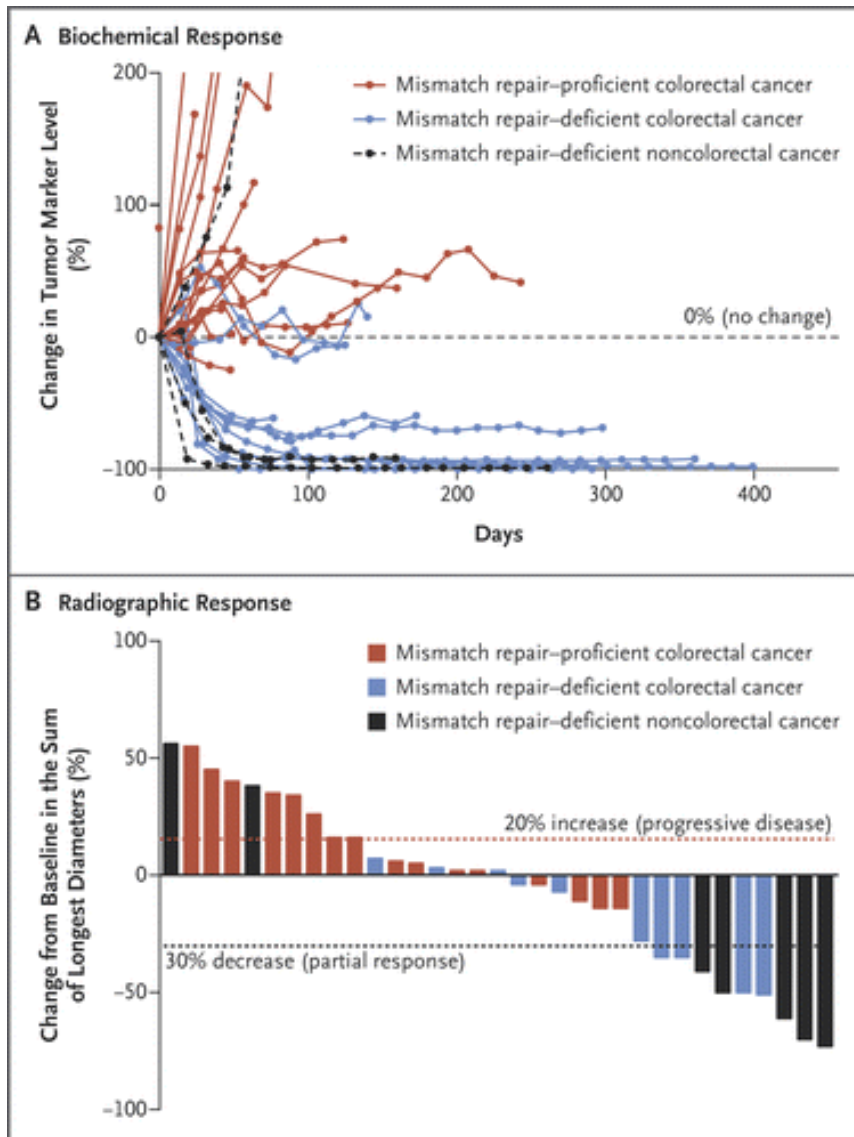 A Biochemical Response
200
100
0
−100
0
100
200
300
400
Change in Tumor Marker Level
(%)
Days
Mismatch repair–proficient colorectal cancer
Mismatch repair–deficient colorectal cancer
Mismatch repair–deficient noncolorectal cancer
0% (no change)
B Radiographic Response
100
50
0
−50
−100
Change from Baseline in the Sum
of Longest Diameters (%)
Mismatch repair–proficient colorectal cancer
Mismatch repair–deficient colorectal cancer
Mismatch repair–deficient noncolorectal cancer
20% increase (progressive disease)
30% decrease (partial response)